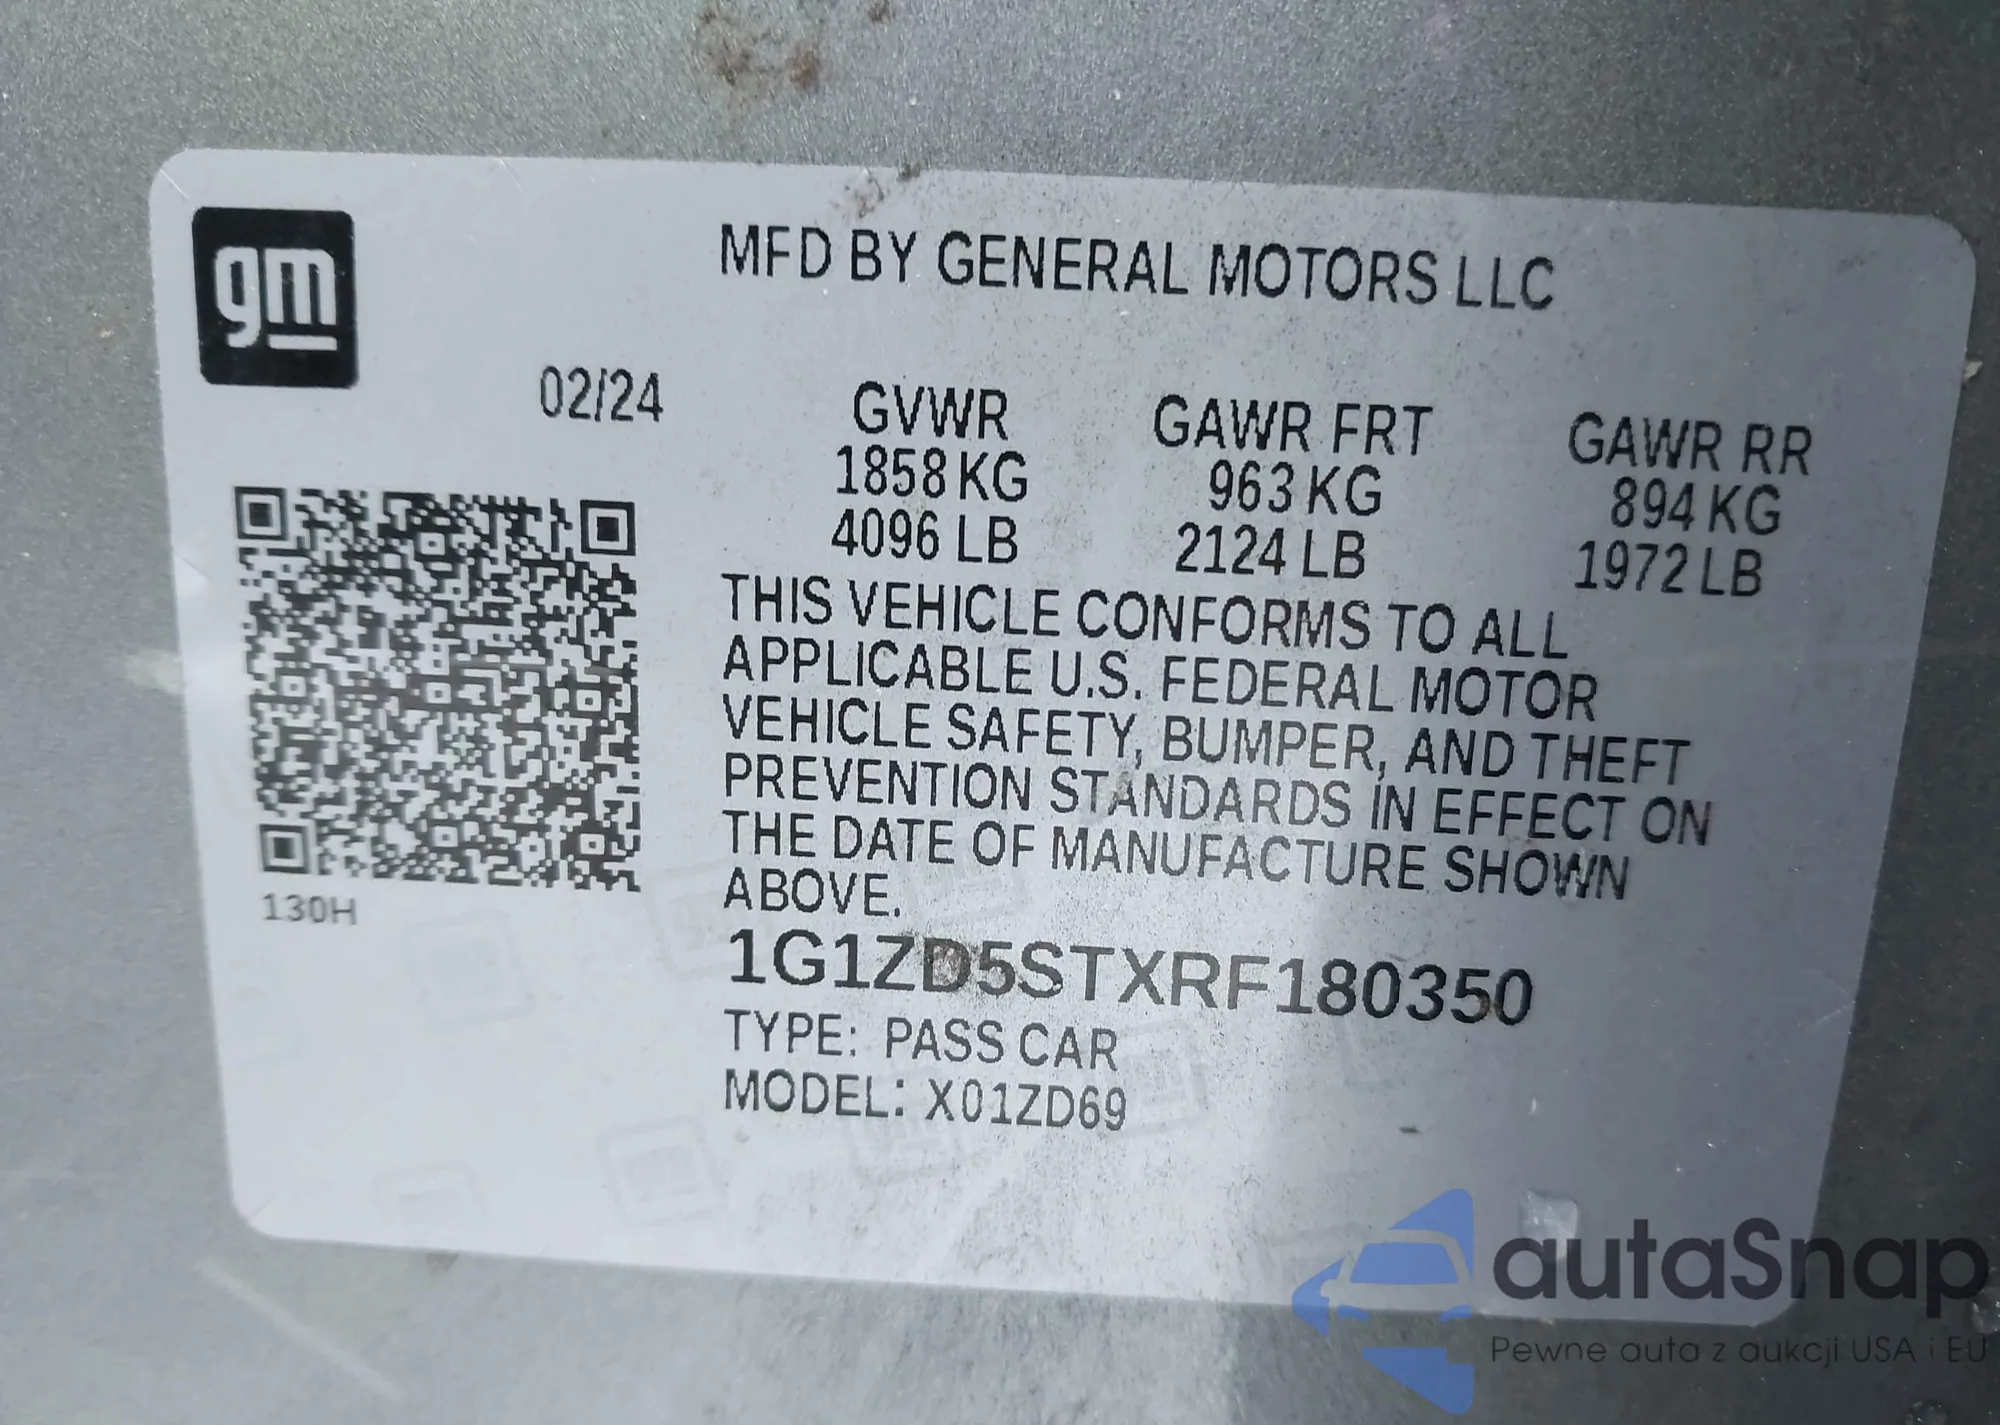 gm
MFD BY GENERAL MOTORS LLC
02/24
GVWR GAWR FRT GAWR RR
1858 KG 963 KG 894 KG
4096 LB 2124 LB 1972 LB
THIS VEHICLE CONFORMS TO ALL
APPLICABLE U.S. FEDERAL MOTOR
VEHICLE SAFETY, BUMPER, AND THEFT
PREVENTION STANDARDS IN EFFECT ON
THE DATE OF MANUFACTURE SHOWN
ABOVE.
130H
1G1ZD5STXRF180350
TYPE: PASS CAR
MODEL: X01ZD69
autaSnap
Pewne auta z aukcji USA i EU